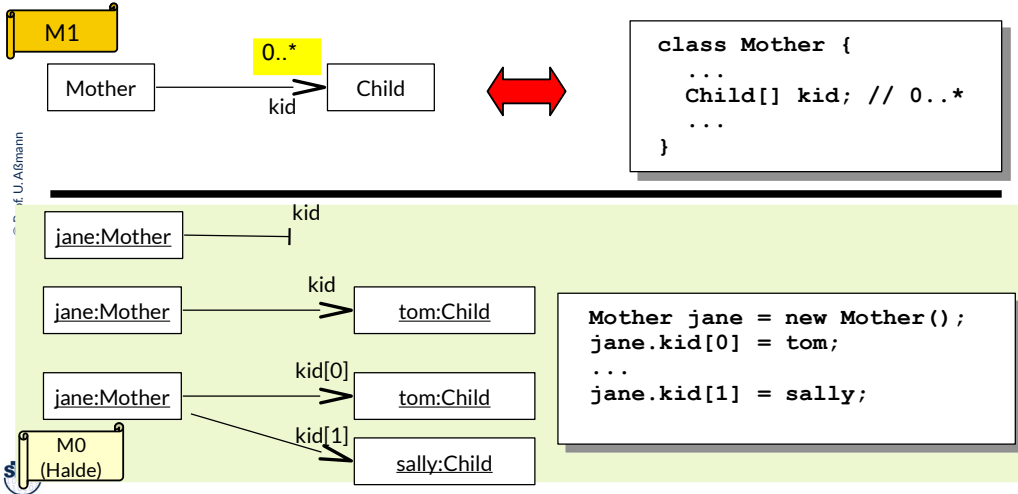 M1
0..*
Mother
kid
Child
class Mother {
...
Child[] kid; // 0..*
...
}
Prof. U. Aßmann
kid
jane:Mother
kid
jane:Mother
tom:Child
kid[0]
jane:Mother
tom:Child
kid[1]
sally:Child
Mother jane = new Mother();
jane.kid[0] = tom;
...
jane.kid[1] = sally;
M0
(Halde)